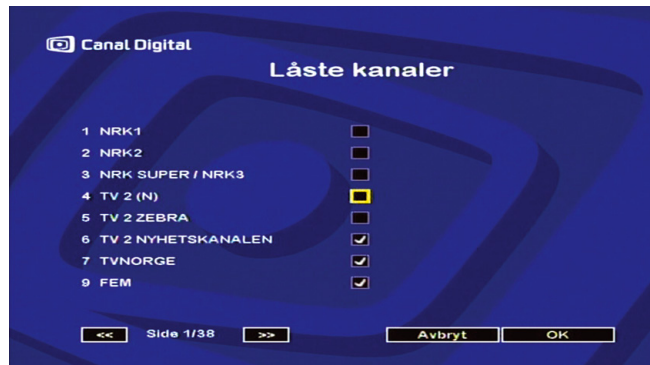 Canal Digital
Låste kanaler
1 NRK1
2 NRK2
3 NRK SUPER / NRK3
4 TV 2 (N)
5 TV 2 ZEBRA
6 TV 2 NYHETSKANALEN
7 TVNORGE
9 FEM
<< Side 1/38 >> Avbryt OK